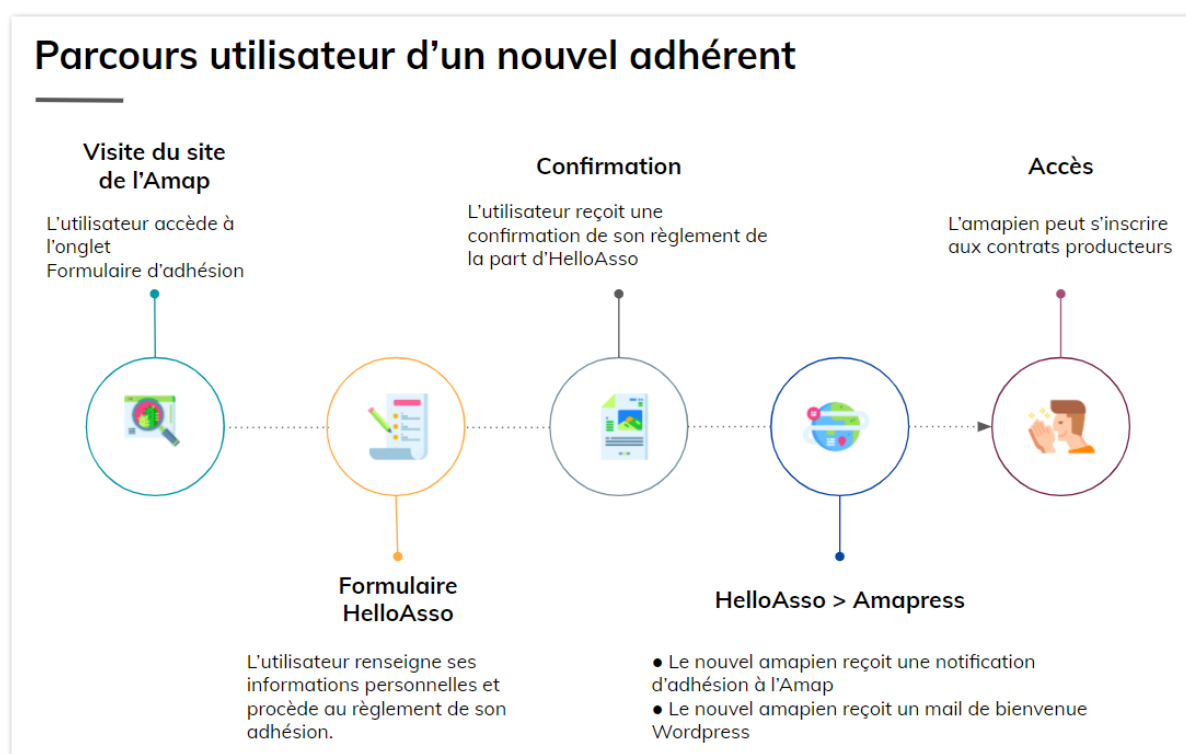 Parcours utilisateur d’un nouvel adhérent
Visite du site
de l’Amap
L’utilisateur accède à
l’onglet
Formulaire d’adhésion
Confirmation
L’utilisateur reçoit une
confirmation de son règlement de
la part d’HelloAsso
Accès
L’amapien peut s’inscrire
aux contrats producteurs
Formulaire
HelloAsso
L’utilisateur renseigne ses
informations personnelles et
procède au règlement de son
adhésion.
HelloAsso > Amapress
● Le nouvel amapien reçoit une notification
d’adhésion à l’Amap
● Le nouvel amapien reçoit un mail de bienvenue
Wordpress